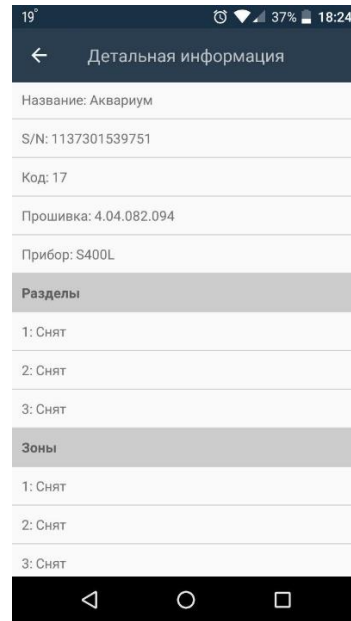 19°
37% 18:24
Детальная информация
Название: Аквариум
S/N: 1137301539751
Код: 17
Прошивка: 4.04.082.094
Прибор: S400L
Разделы
1: Снят
2: Снят
3: Снят
Зоны
1: Снят
2: Снят
3: Снят